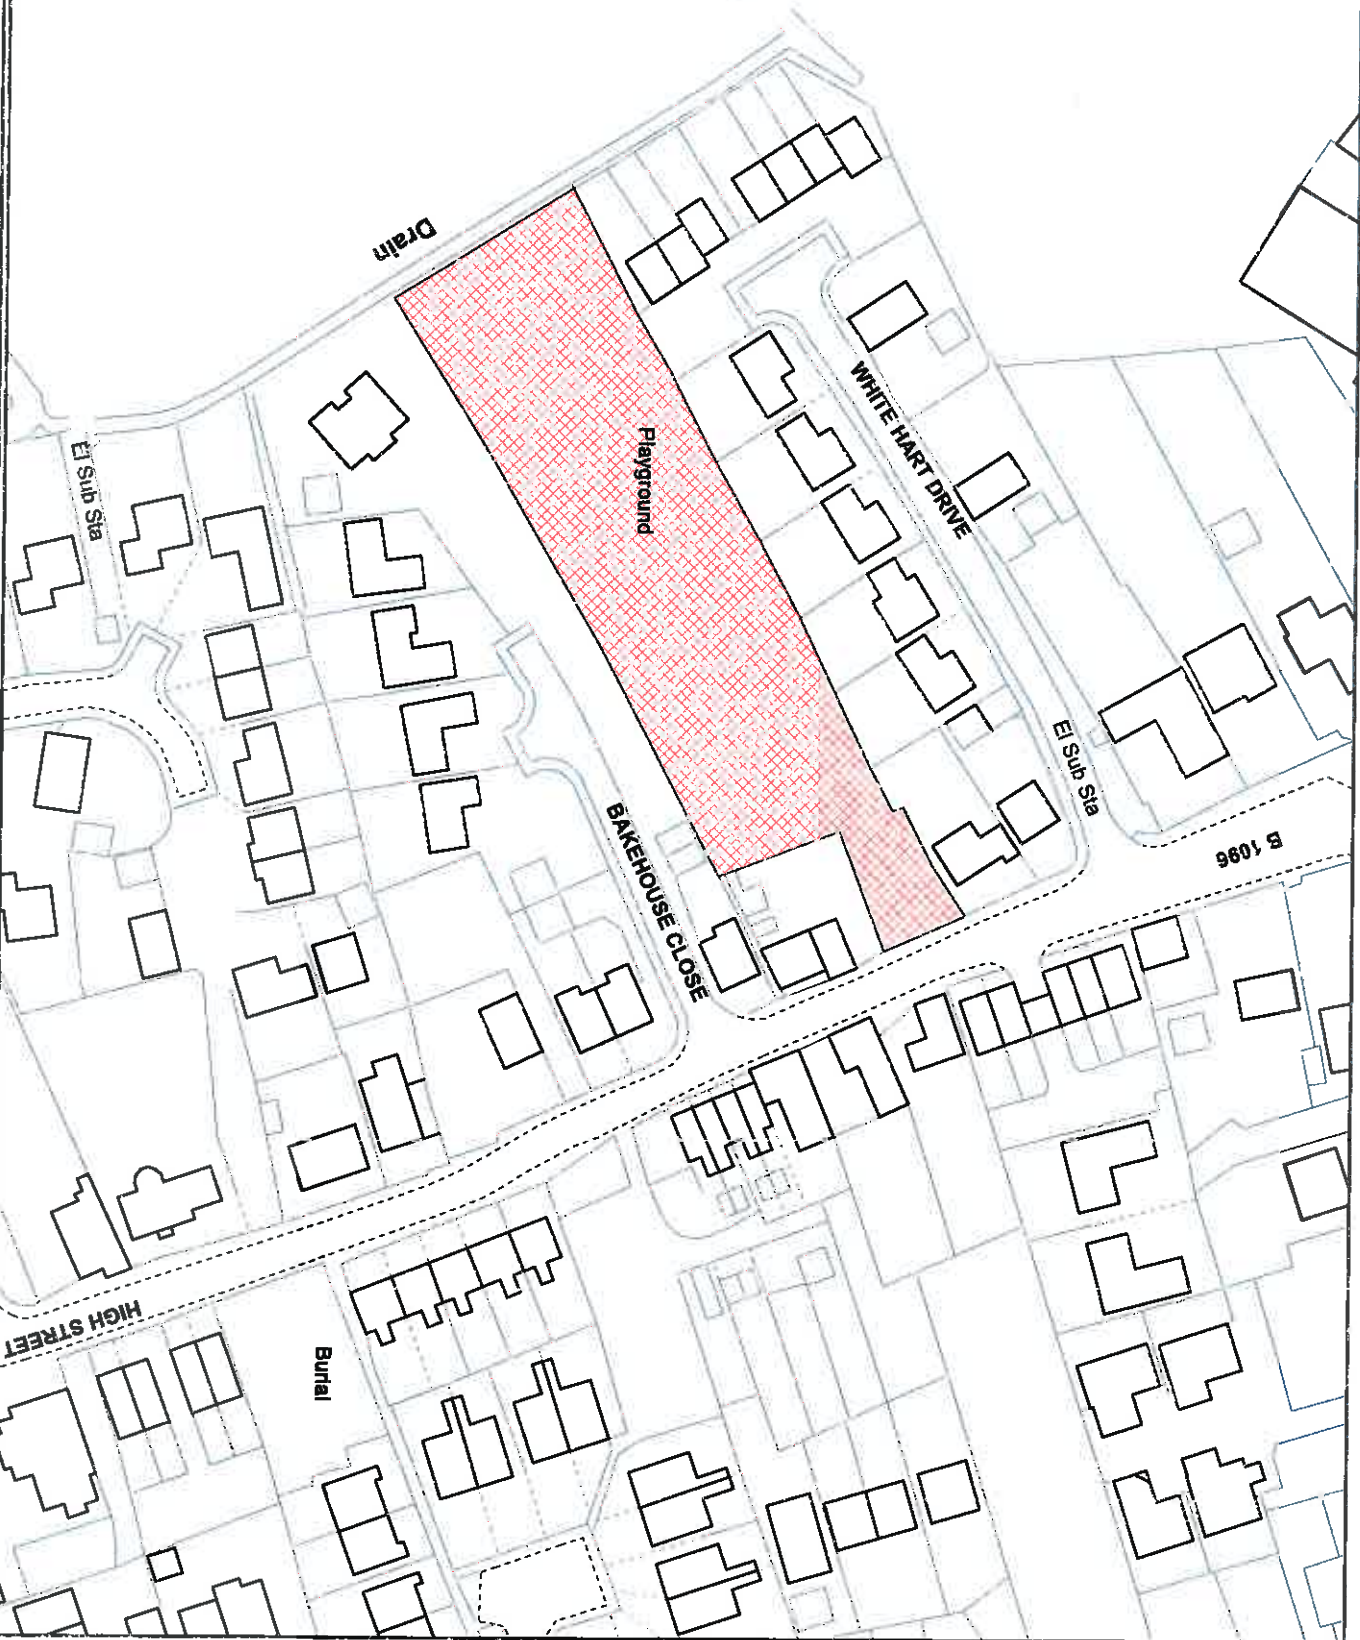 Drain
WHITE HART DRIVE
Playground
El Sub Sta
El Sub Sta
B 1096
BAKEHOUSE CLOSE
HIGH STREET
Burial